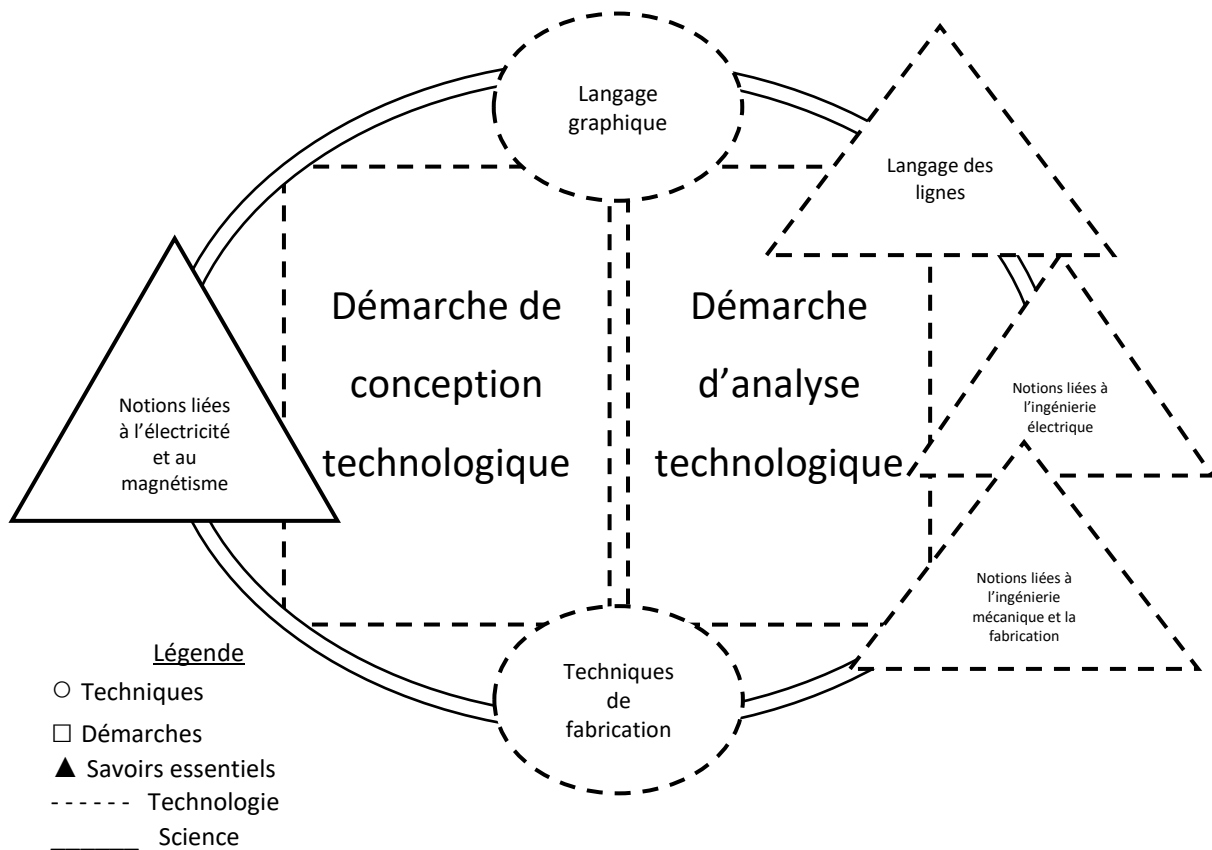 Langage
graphique
Langage des
lignes
Démarche de
conception
technologique
Démarche
d’analyse
technologique
Notions liées
à l’électricité
et au
magnétisme
Notions liées à
l’ingénierie
électrique
Notions liées à
l’ingénierie
mécanique et la
fabrication
Techniques
de
fabrication
Légende
Techniques
Démarches
Savoirs essentiels
Technologie
Science